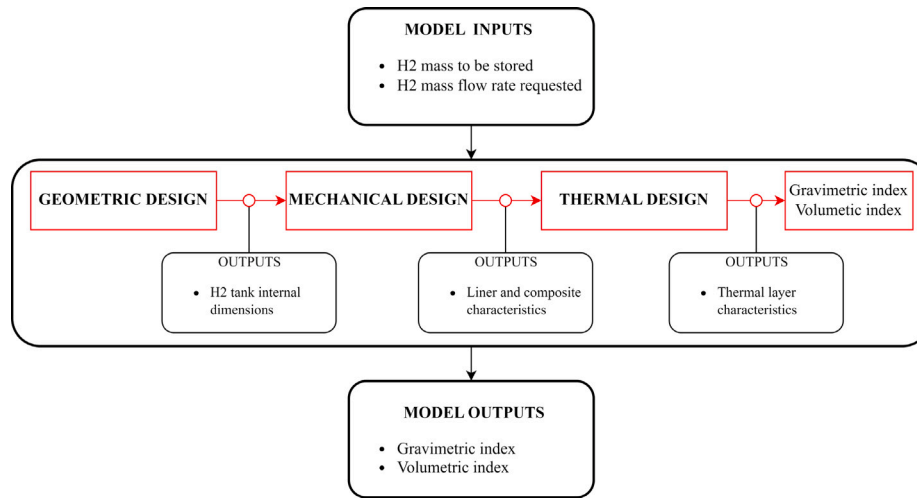 MODEL INPUTS
• H2 mass to be stored
• H2 mass flow rate requested
GEOMETRIC DESIGN
MECHANICAL DESIGN
THERMAL DESIGN
Gravimetric index
Volumetic index
OUTPUTS
• H2 tank internal
dimensions
OUTPUTS
• Liner and composite
characteristics
OUTPUTS
• Thermal layer
characteristics
MODEL OUTPUTS
• Gravimetric index
• Volumetric index